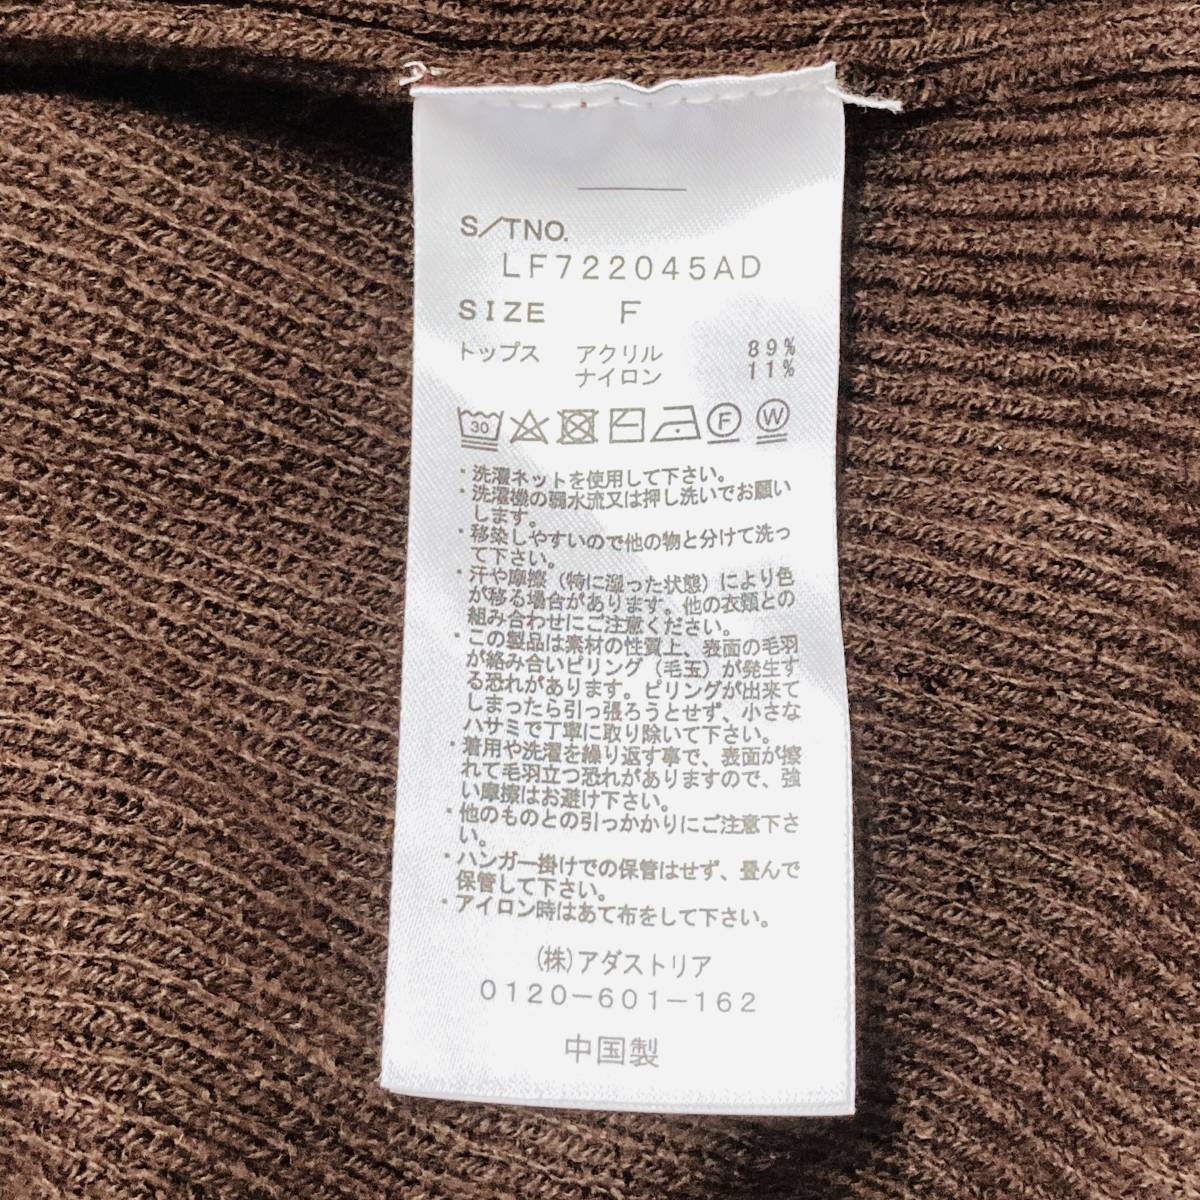 S/TNO.
LF722045AD
SIZE F
トップス アクリル 89%
ナイロン 11%
30 F W
・洗濯ネットを使用して下さい。
・洗濯機の弱水流又は押し洗いでお願い
します。
・移染しやすいので他の物と分けて洗っ
て下さい。
・汗や摩擦（特に湿った状態）により色
が移る場合があります。他の衣類との
組み合わせにご注意ください。
・この製品は素材の性質上、表面の毛羽
が絡み合いピリング（毛玉）が発生す
る恐れがあります。ピリングが出来て
しまったら引っ張ろうとせず、小さな
ハサミで丁寧に取り除いて下さい。
・着用や洗濯を繰り返す事で、表面が擦
れて毛羽立つ恐れがありますので、強
い摩擦はお避け下さい。
・他のものとの引っかかりにご注意下さ
い。
・ハンガー掛けでの保管はせず、畳んで
保管して下さい。
・アイロン時はあて布をして下さい。
(株)アダストリア
0120-601-162
中国製